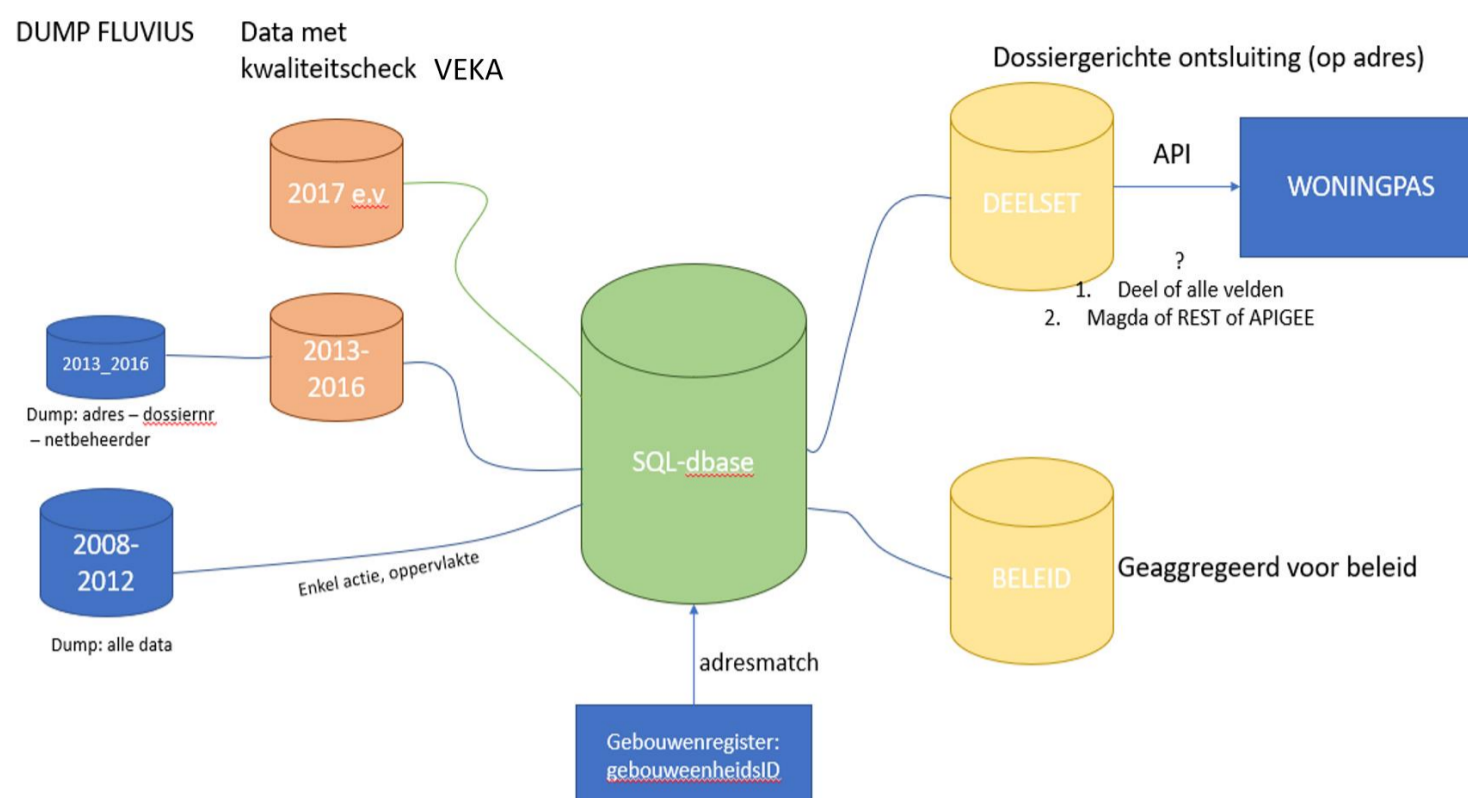 DUMP FLUVIUS
Data met
kwaliteitscheck VEKA
2017 e.v
2013_2016
Dump: adres – dossiernr
– netbeheerder
2013-
2016
2008-
2012
Dump: alle data
Enkel actie, oppervlakte
SQL-dbase
adresmatch
Gebouwenregister:
gebouweenheidsID
Dossiergerichte ontsluiting (op adres)
DEELSET
API
WONINGPAS
?
1. Deel of alle velden
2. Magda of REST of APIGEE
BELEID
Geaggregeerd voor beleid